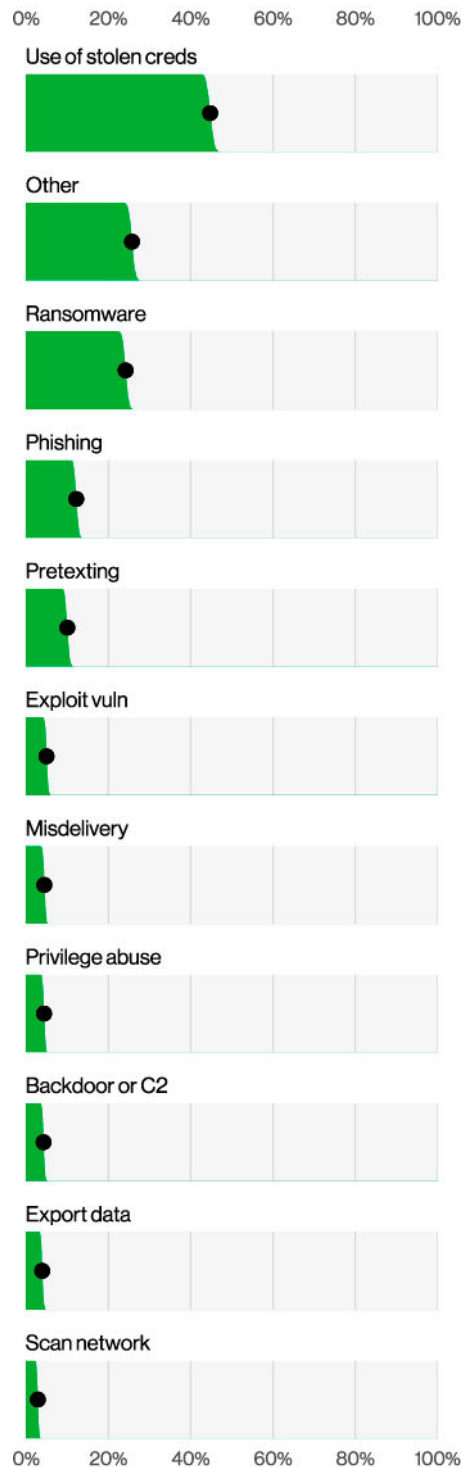 0% 20% 40% 60% 80% 100%
Use of stolen creds
Other
Ransomware
Phishing
Pretexting
Exploit vuln
Misdelivery
Privilege abuse
Backdoor or C2
Export data
Scan network
0% 20% 40% 60% 80% 100%